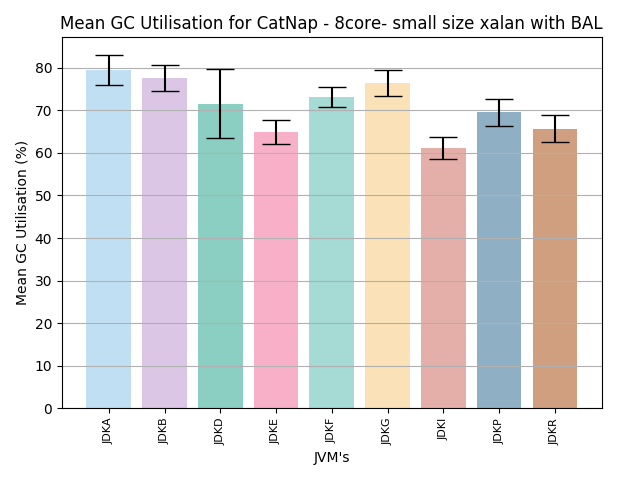 Mean GC Utilisation for CatNap - 8core- small size xalan with BAL
Mean GC Utilisation (%)
80
70
60
50
40
30
20
10
0
JDKA
JDKB
JDKD
JDKE
JDKF
JDKG
JDKI
JDKP
JDKR
JVM's